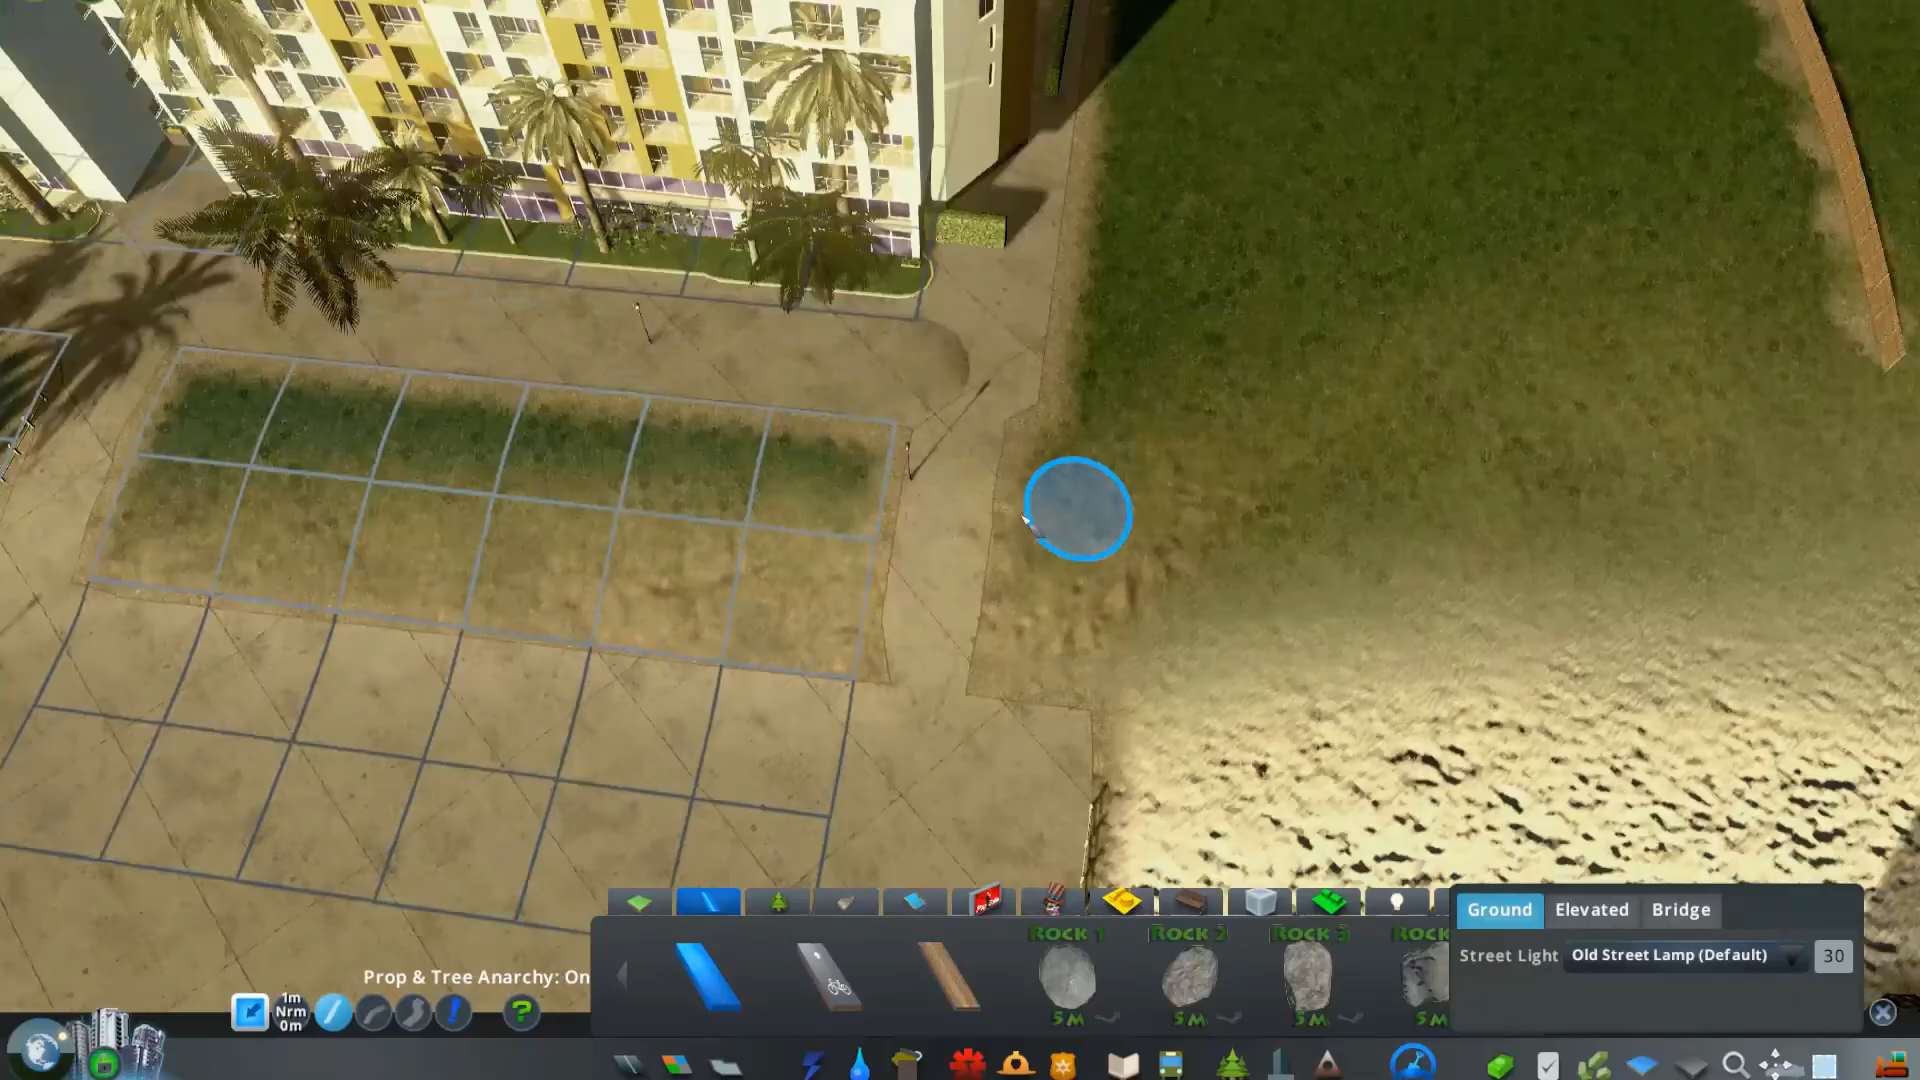 Ground Elevated Bridge
ROCK 1 ROCK 2 ROCK 3 ROCK
Street Light Old Street Lamp (Default) 30
Prop & Tree Anarchy: On
1m
Nrm
0m
5M 5M 5M 5M